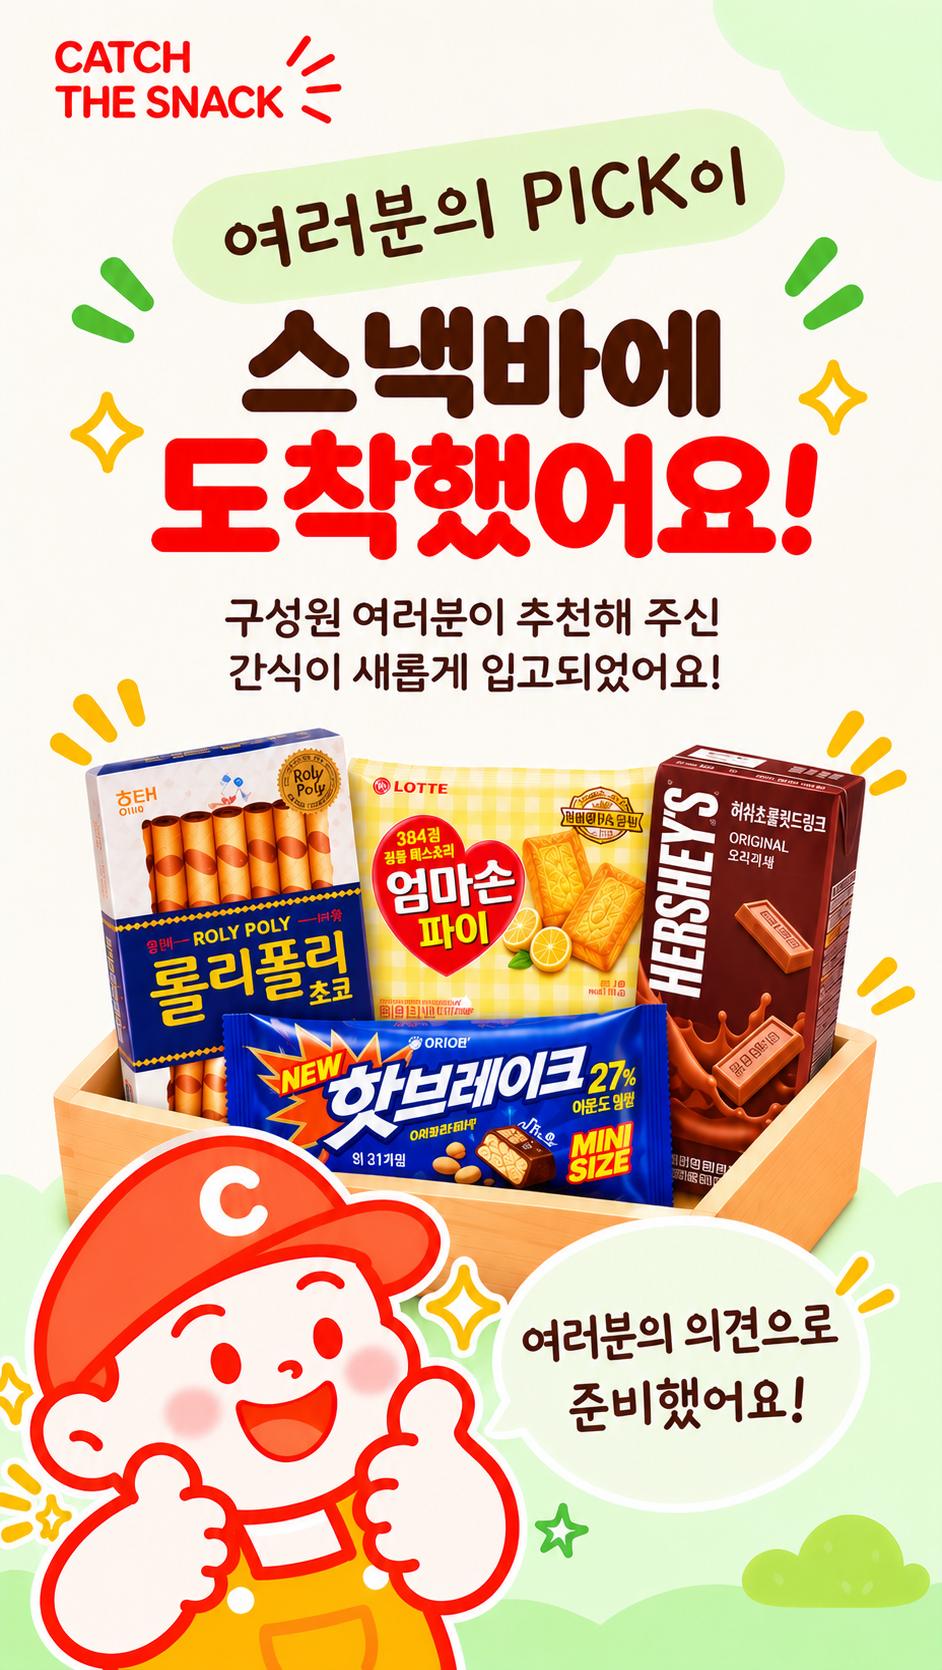 CATCH
THE SNACK
여러분의 PICK이
스낵바에
도착했어요!
구성원 여러분이 추천해 주신
간식이 새롭게 입고되었어요!
해태
Roly
Poly
ROLY POLY
롤리폴리
초코
LOTTE
엄마손
파이
HERSHEY'S
허쉬초콜릿드링크
ORIGINAL
NEW
핫브레이크
27%
MINI
SIZE
C
여러분의 의견으로
준비했어요!